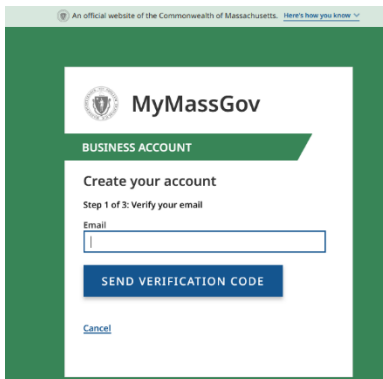 An official website of the Commonwealth of Massachusetts. Here's how you know
MyMassGov
BUSINESS ACCOUNT
Create your account
Step 1 of 3: Verify your email
Email
SEND VERIFICATION CODE
Cancel